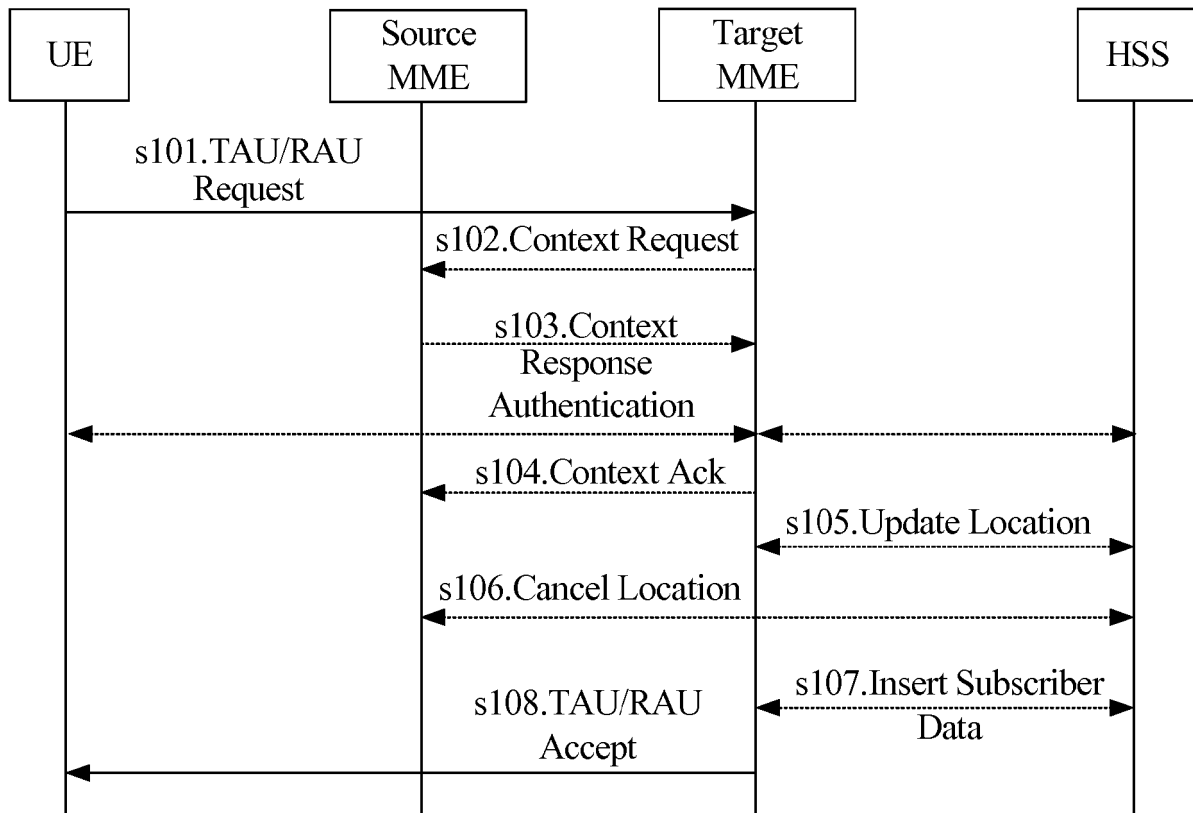 UE
Source
MME
Target
MME
HSS
s101.TAU/RAU
Request
s102.Context Request
s103.Context
Response
Authentication
s104.Context Ack
s105.Update Location
s106.Cancel Location
s107.Insert Subscriber
Data
s108.TAU/RAU
Accept